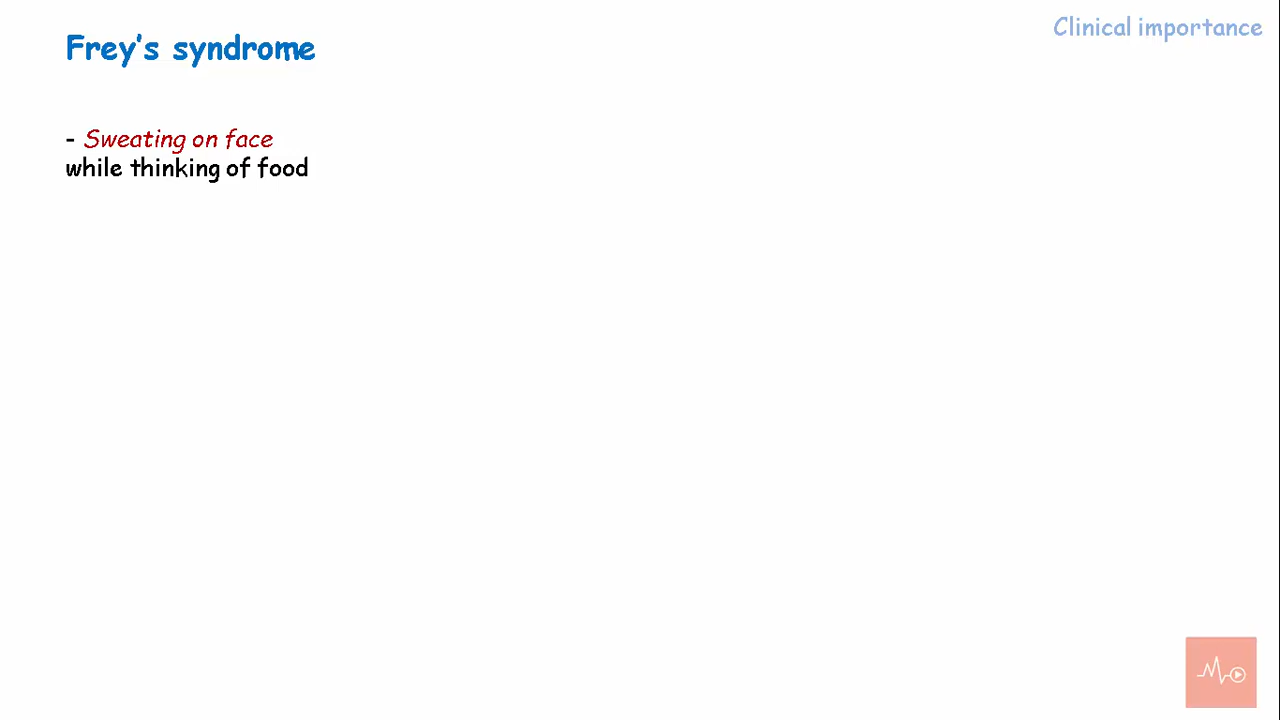 Clinical importance
Frey's syndrome
- Sweating on face
while thinking of food